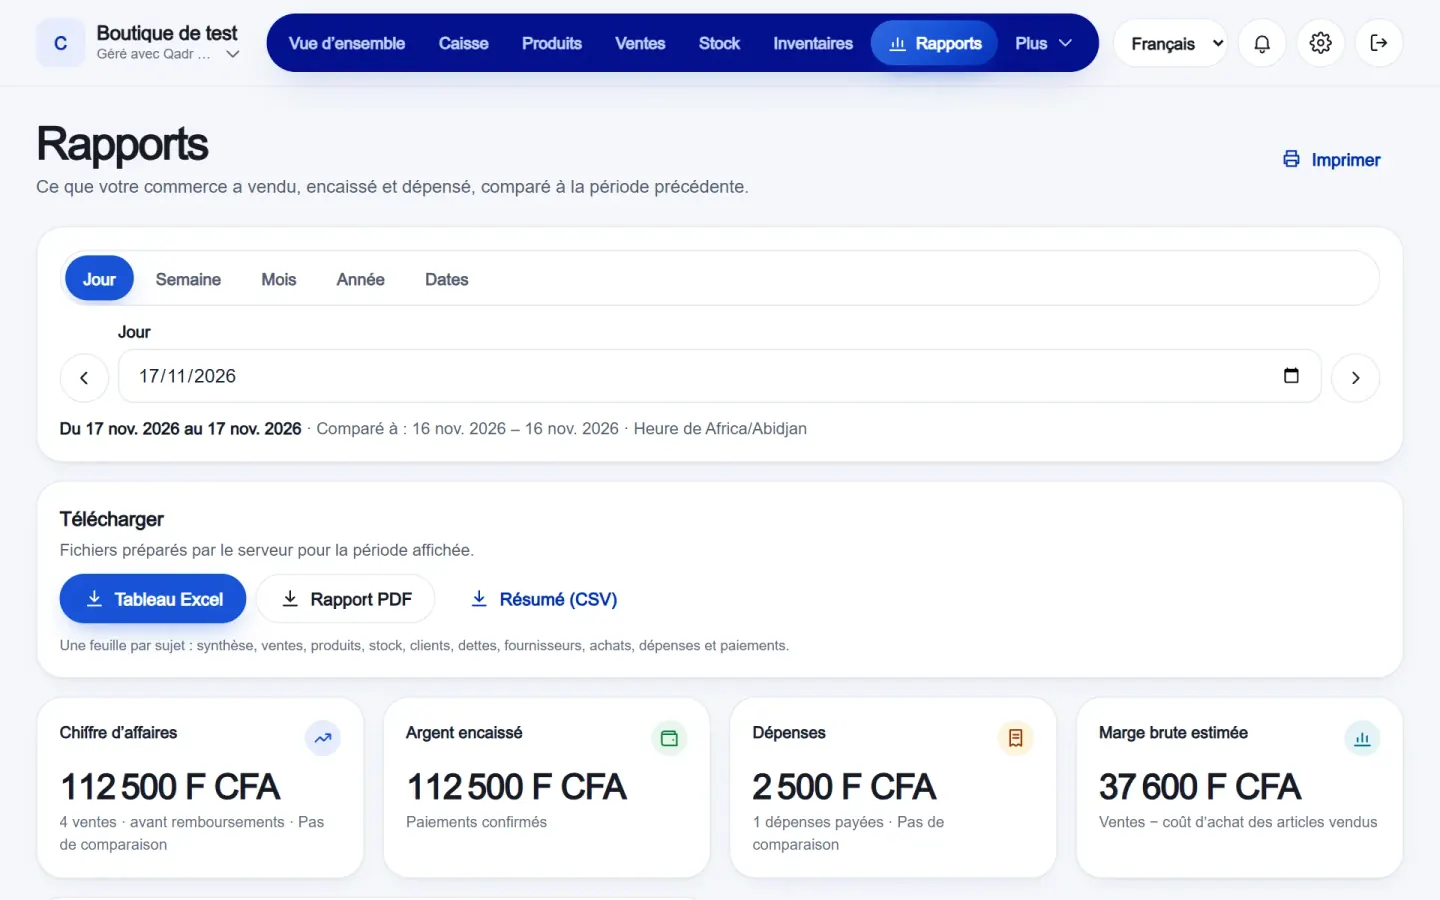 C
Boutique de test
Géré avec Qadr ...
Vue d’ensemble
Caisse
Produits
Ventes
Stock
Inventaires
Rapports
Plus
Français
Rapports
Ce que votre commerce a vendu, encaissé et dépensé, comparé à la période précédente.
Imprimer
Jour
Semaine
Mois
Année
Dates
Jour
17/11/2026
Du 17 nov. 2026 au 17 nov. 2026 · Comparé à : 16 nov. 2026 – 16 nov. 2026 · Heure de Africa/Abidjan
Télécharger
Fichiers préparés par le serveur pour la période affichée.
Tableau Excel
Rapport PDF
Résumé (CSV)
Une feuille par sujet : synthèse, ventes, produits, stock, clients, dettes, fournisseurs, achats, dépenses et paiements.
Chiffre d’affaires
112 500 F CFA
4 ventes · avant remboursements · Pas
de comparaison
Argent encaissé
112 500 F CFA
Paiements confirmés
Dépenses
2 500 F CFA
1 dépenses payées · Pas de
comparaison
Marge brute estimée
37 600 F CFA
Ventes − coût d’achat des articles vendus